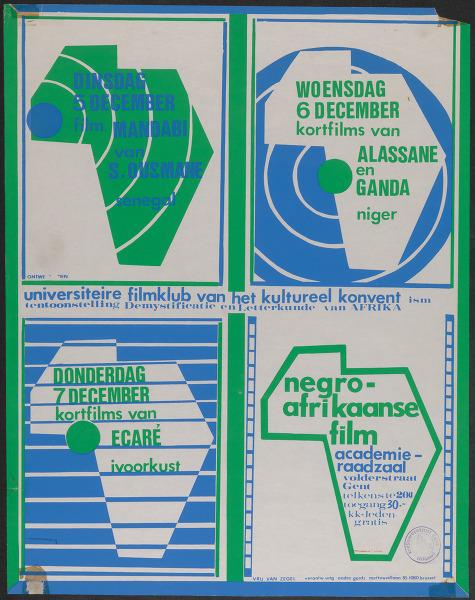 DINSDAG
5 DECEMBER
film MANDABI
van
S. OUSMANE
senegal
WOENSDAG
6 DECEMBER
kortfilms van
ALASSANE
en
GANDA
niger
universiteire filmklub van het kultureel konvent ism
tentoonstelling Demystificatie en Letterkunde van AFRIKA
DONDERDAG
7 DECEMBER
kortfilms van
ECARÉ
ivoorkust
negro-
afrikaanse
film
academie-
raadzaal
volderstraat
Gent
telkens te 20u
toegang 30.-
kk-leden
gratis
VRIJ VAN ZEGEL